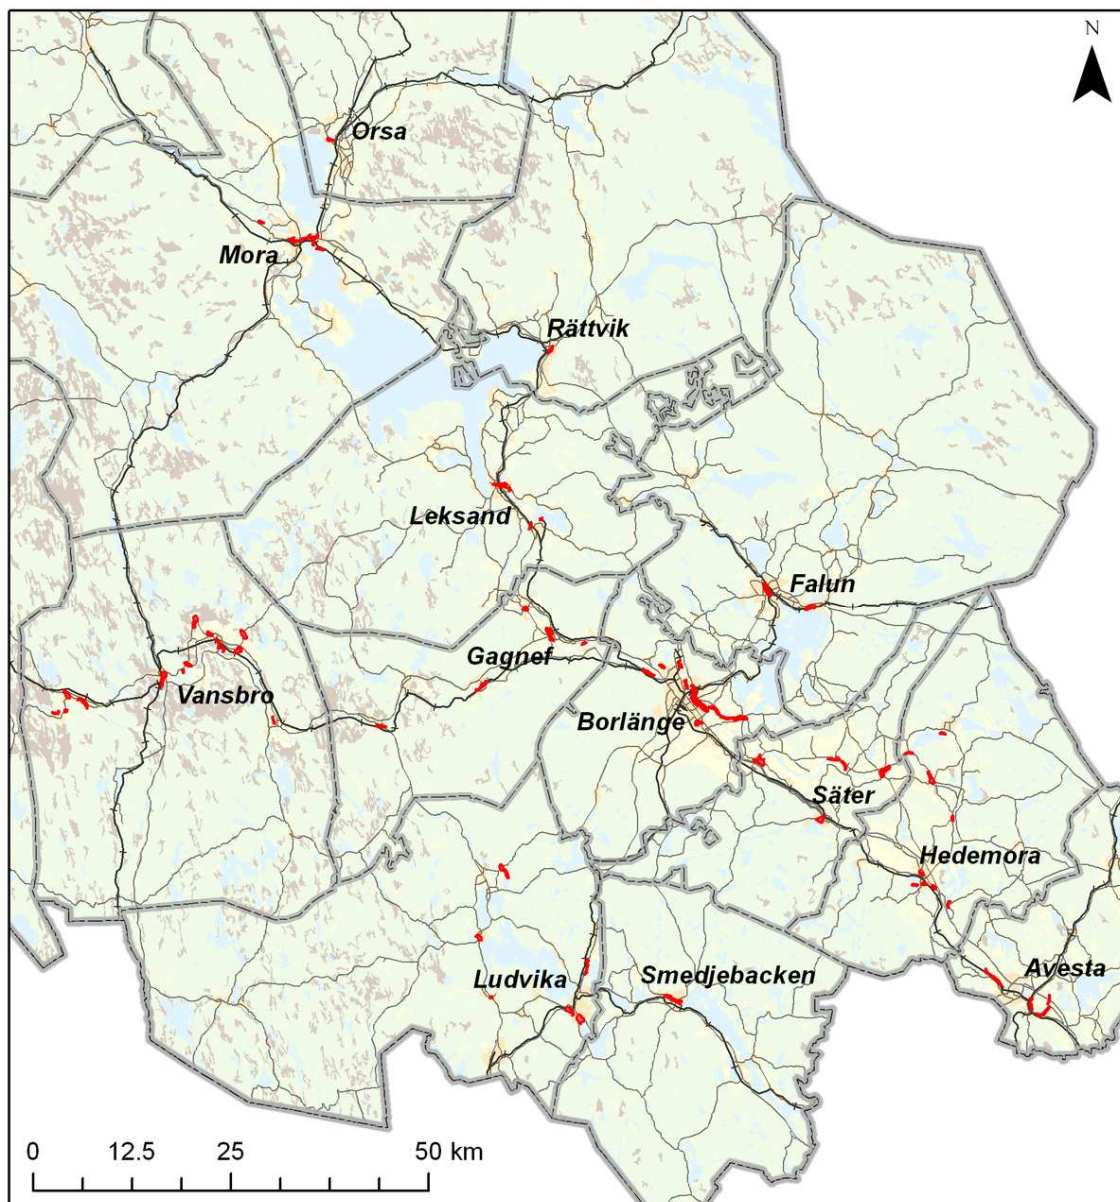 N
Orsa
Mora
Rättvik
Leksand
Falun
Gagnef
Vansbro
Borlänge
Säter
Hedemora
Avesta
Smedjebacken
Ludvika
0 12.5 25 50 km